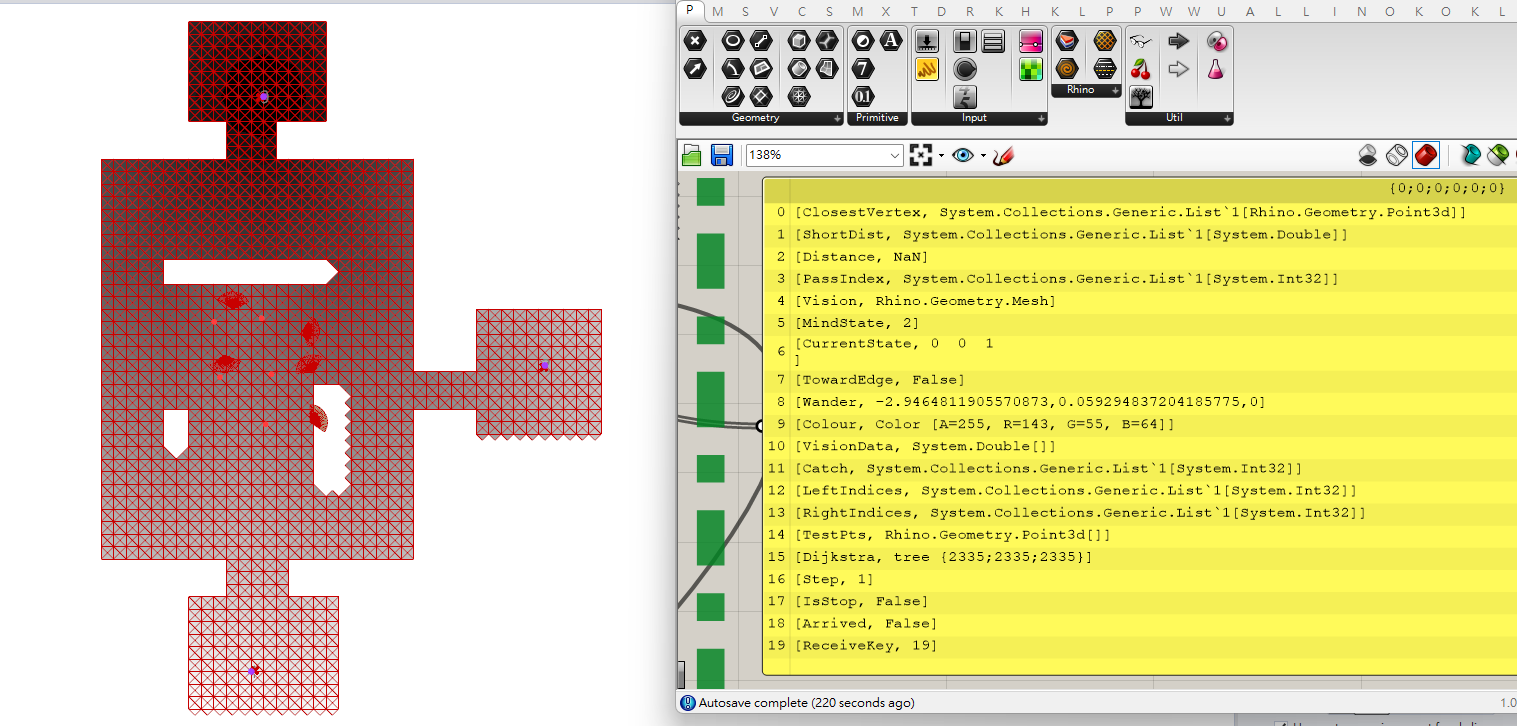 P M S V C S M X T D R K H K L P P W W U A L L I N O K O K L
Geometry
Primitive
Input
Rhino
Util
138%
{0;0;0;0;0;0}
0 [ClosestVertex, System.Collections.Generic.List`1[Rhino.Geometry.Point3d]]
1 [ShortDist, System.Collections.Generic.List`1[System.Double]]
2 [Distance, NaN]
3 [PassIndex, System.Collections.Generic.List`1[System.Int32]]
4 [Vision, Rhino.Geometry.Mesh]
5 [MindState, 2]
6 [CurrentState, 0 0 1
]
7 [TowardEdge, False]
8 [Wander, -2.9464811905570873,0.059294837204185775,0]
9 [Colour, Color [A=255, R=143, G=55, B=64]]
10 [VisionData, System.Double[]]
11 [Catch, System.Collections.Generic.List`1[System.Int32]]
12 [LeftIndices, System.Collections.Generic.List`1[System.Int32]]
13 [RightIndices, System.Collections.Generic.List`1[System.Int32]]
14 [TestPts, Rhino.Geometry.Point3d[]]
15 [Dijkstra, tree {2335;2335;2335}]
16 [Step, 1]
17 [IsStop, False]
18 [Arrived, False]
19 [ReceiveKey, 19]
Autosave complete (220 seconds ago)
1.0